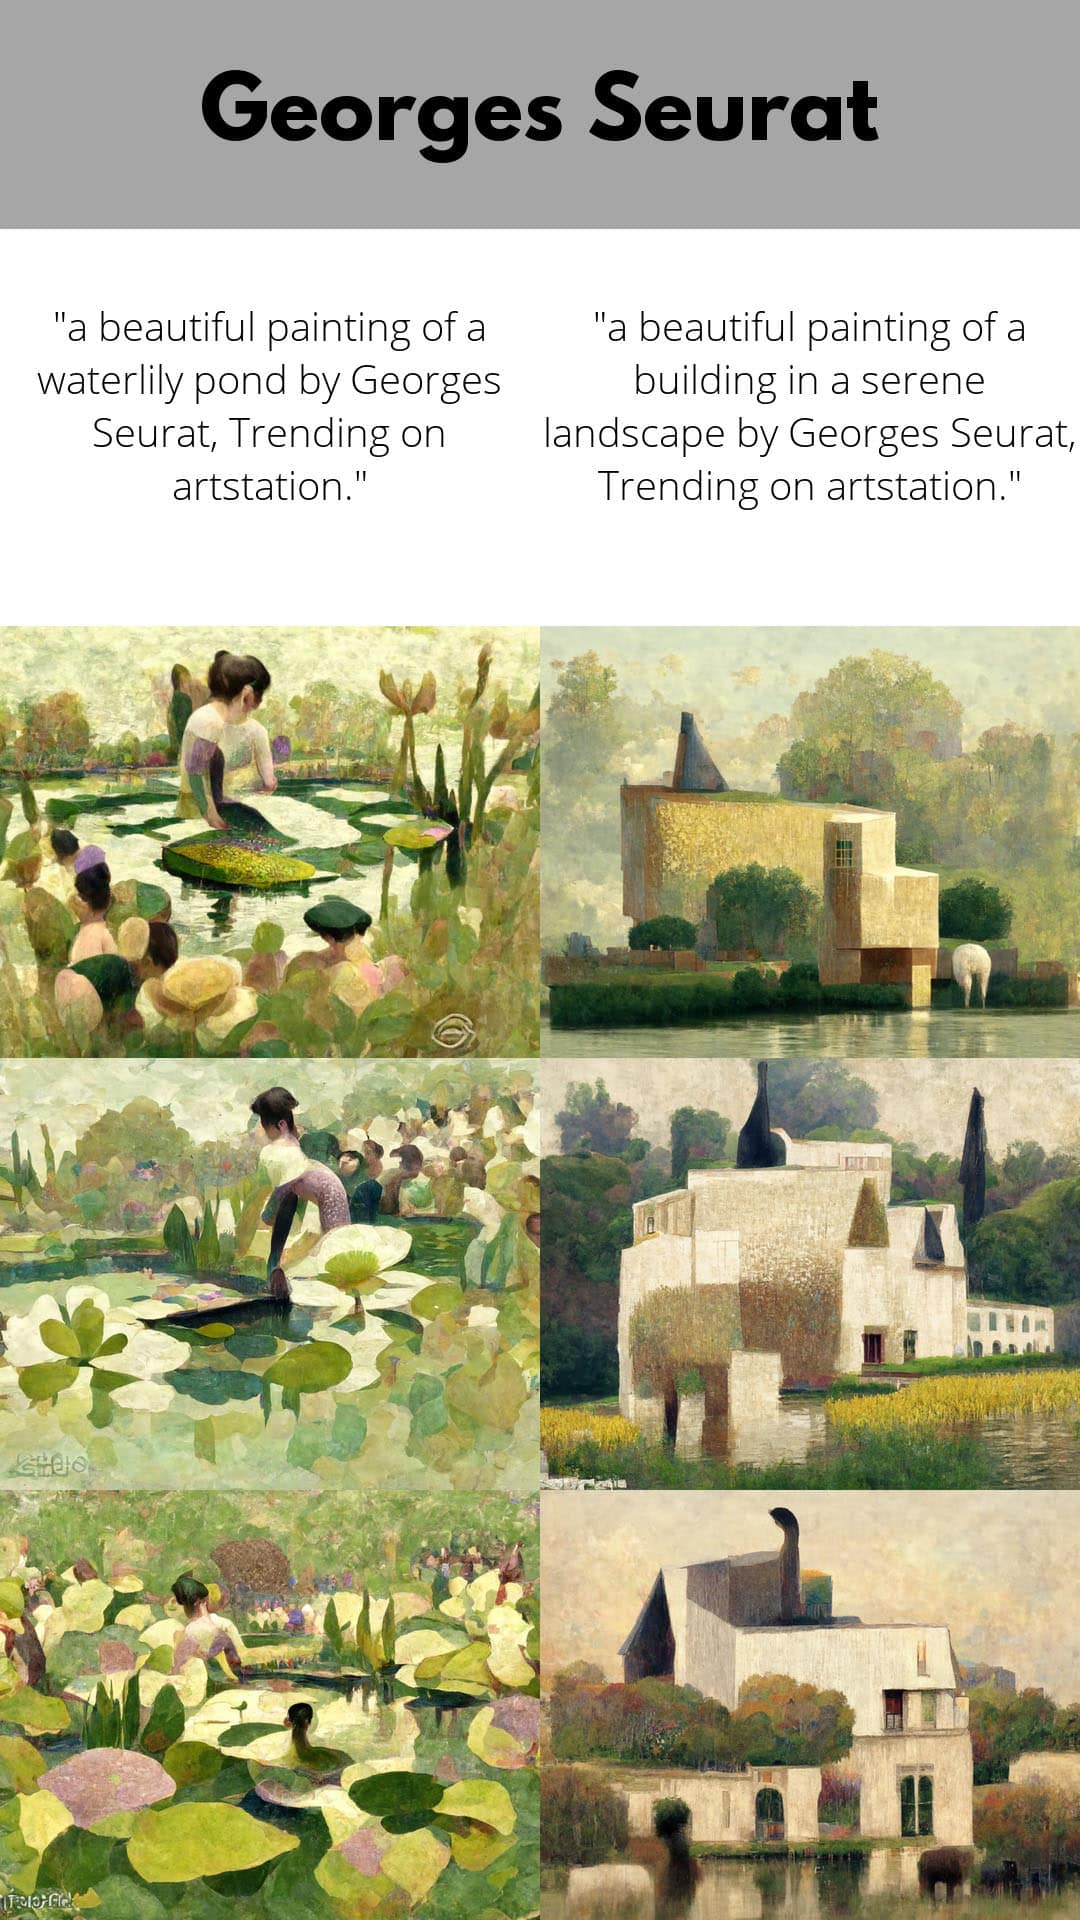 Georges Seurat
"a beautiful painting of a
waterlily pond by Georges
Seurat, Trending on
artstation."
"a beautiful painting of a
building in a serene
landscape by Georges Seurat,
Trending on artstation."